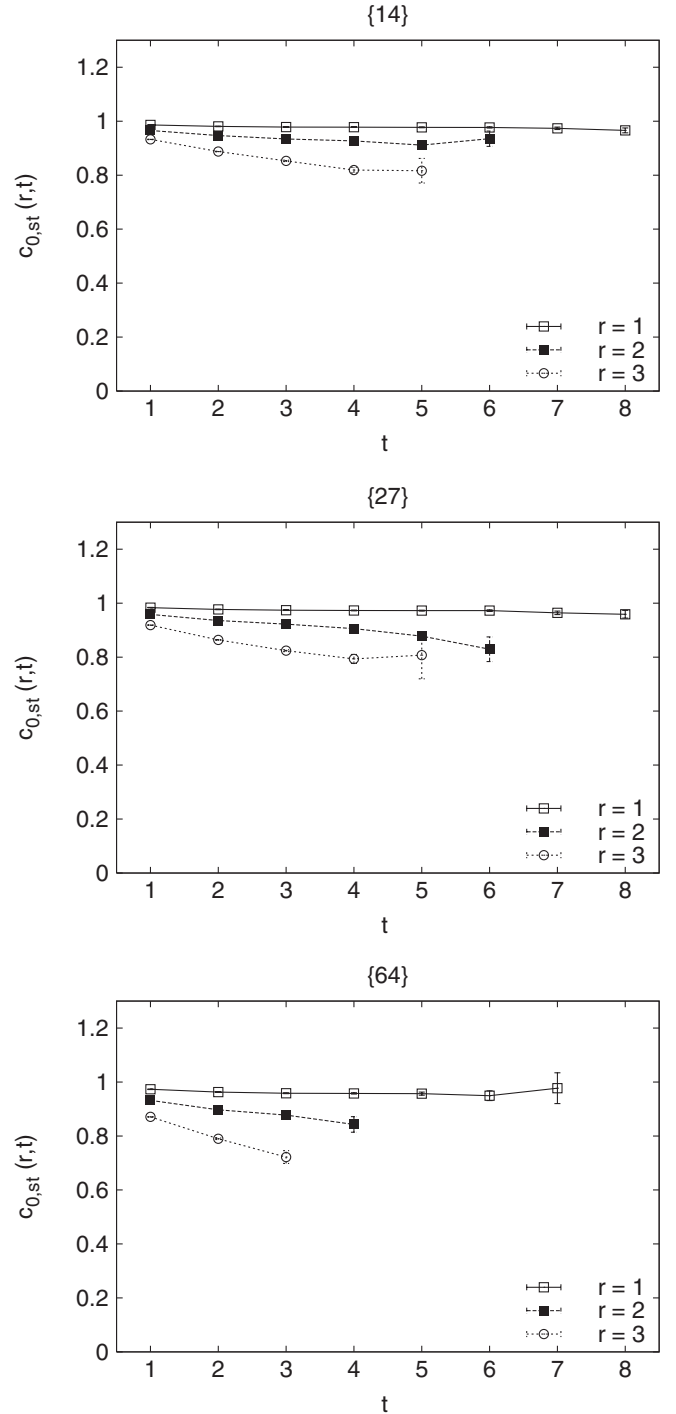 {14}
1.2
1
0.8
0.6
0.4
0.2
0
c0,st (r,t)
r = 1
r = 2
r = 3
1 2 3 4 5 6 7 8
t
{27}
1.2
1
0.8
0.6
0.4
0.2
0
c0,st (r,t)
r = 1
r = 2
r = 3
1 2 3 4 5 6 7 8
t
{64}
1.2
1
0.8
0.6
0.4
0.2
0
c0,st (r,t)
r = 1
r = 2
r = 3
1 2 3 4 5 6 7 8
t